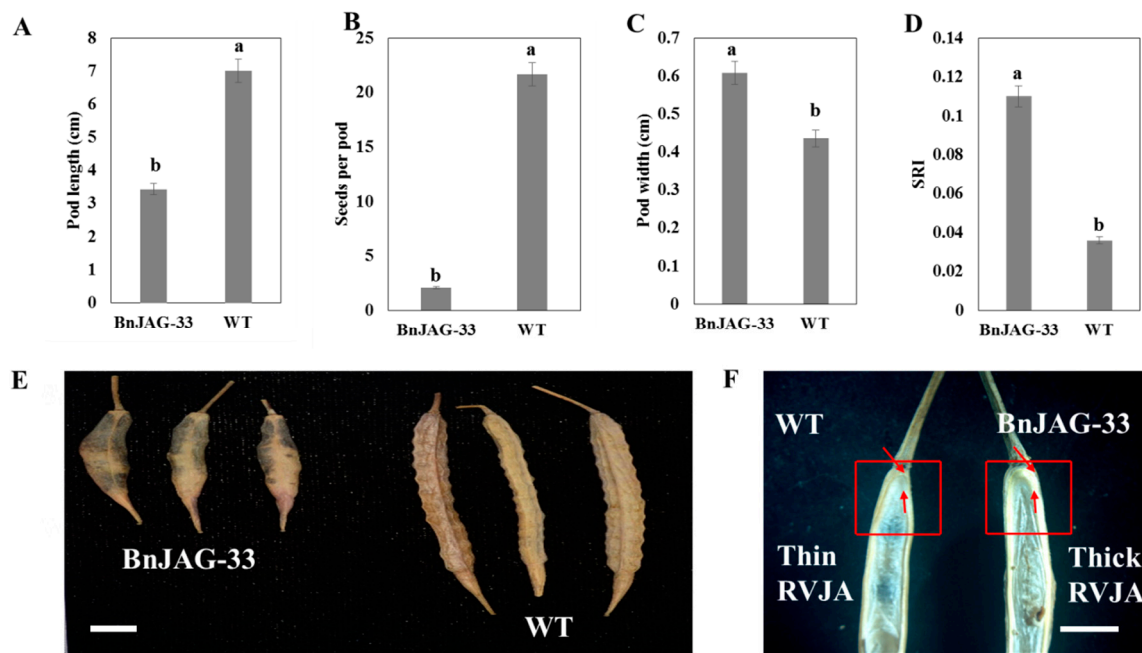 A
Pod length (cm)
8
7
6
5
4
3
2
1
0
b
a
BnJAG-33
WT
B
Seeds per pod
25
20
15
10
5
0
b
a
BnJAG-33
WT
C
Pod width (cm)
0.7
0.6
0.5
0.4
0.3
0.2
0.1
0
a
b
BnJAG-33
WT
D
SRI
0.14
0.12
0.1
0.08
0.06
0.04
0.02
0
a
b
BnJAG-33
WT
E
BnJAG-33
WT
F
WT
BnJAG-33
Thin
RVJA
Thick
RVJA